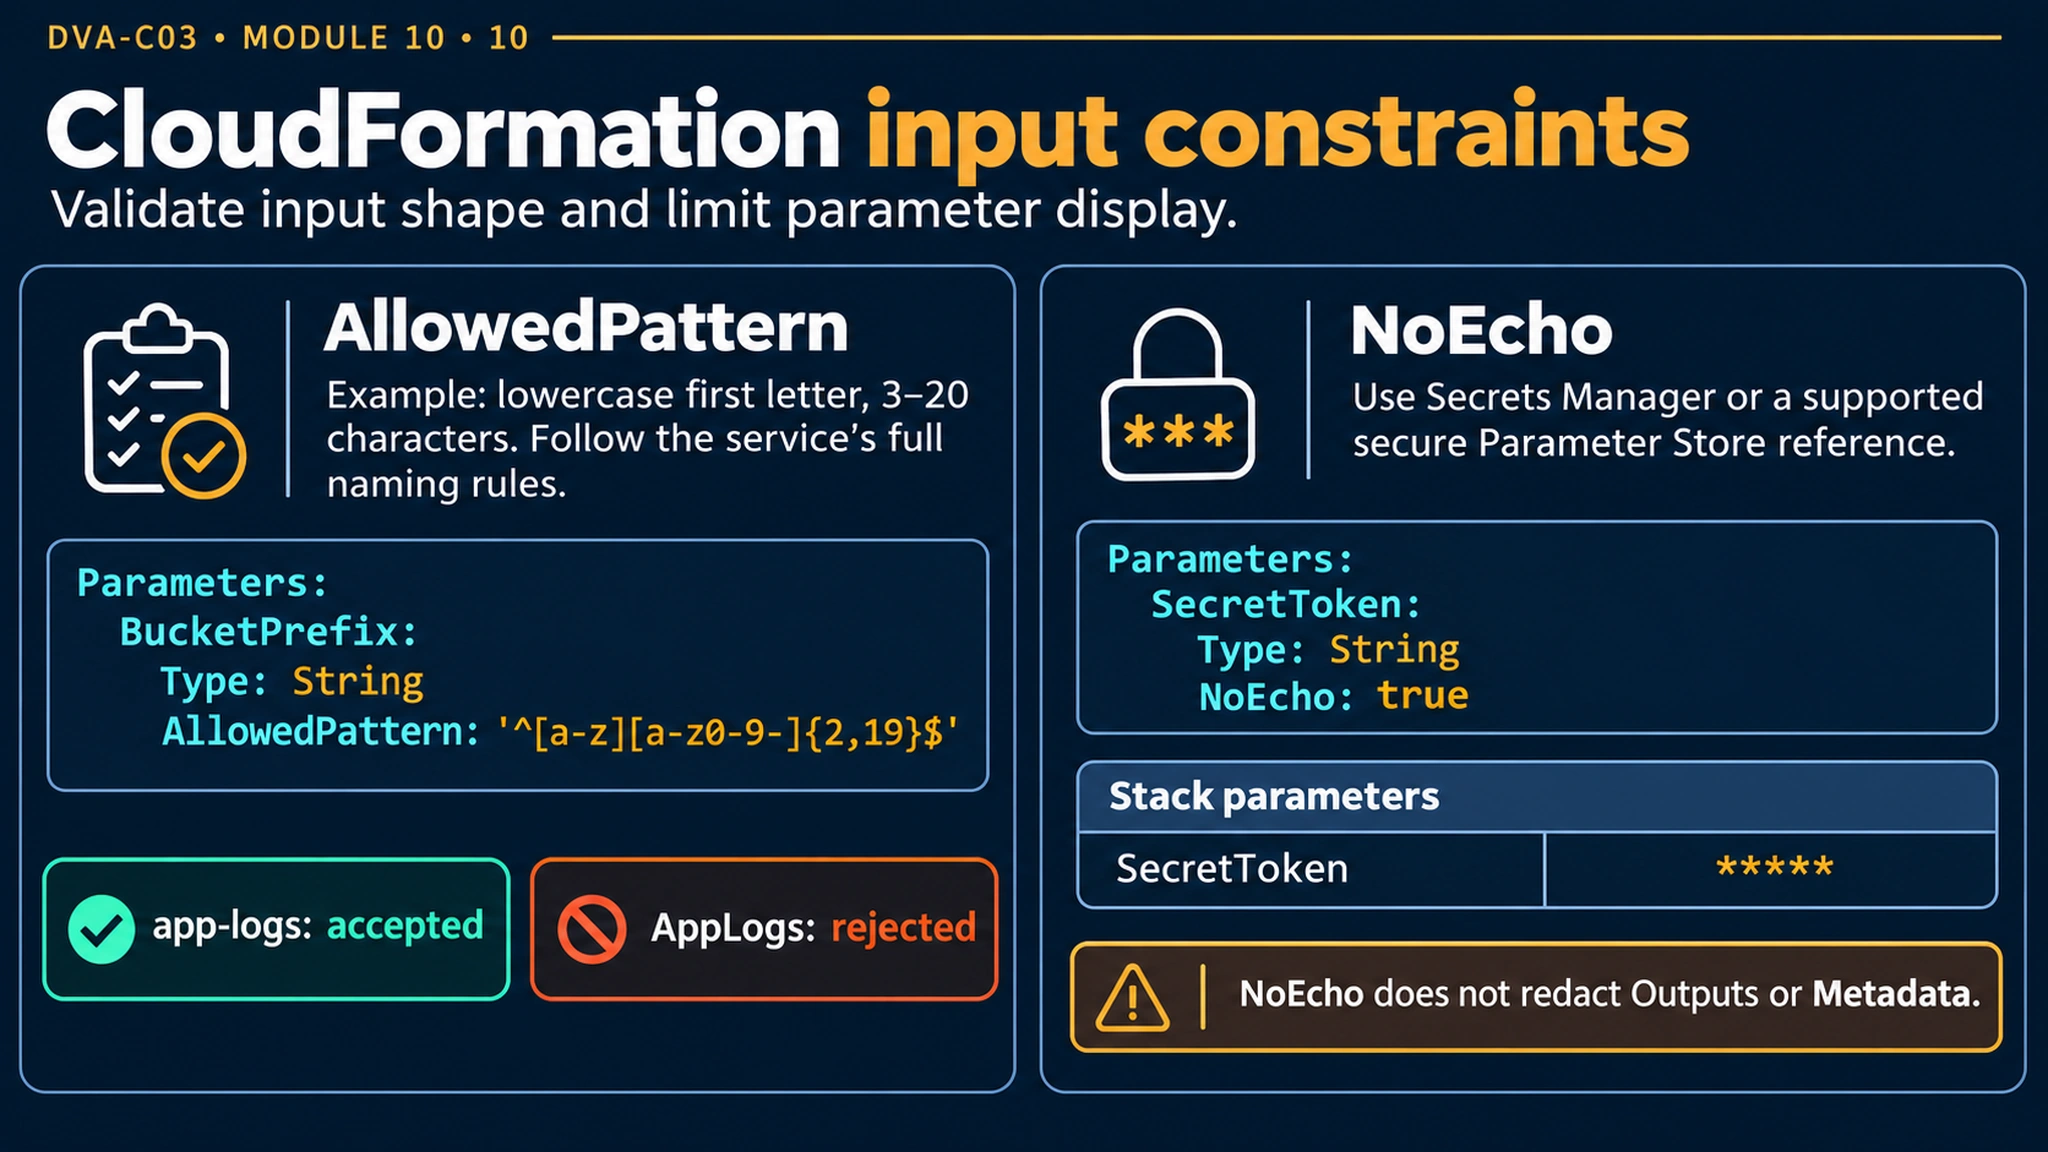 DVA-C03 • MODULE 10 • 10
CloudFormation input constraints
Validate input shape and limit parameter display.
AllowedPattern
Example: lowercase first letter, 3–20
characters. Follow the service’s full
naming rules.
Parameters:
  BucketPrefix:
    Type: String
    AllowedPattern: '^[a-z][a-z0-9-]{2,19}$'
app-logs: accepted
AppLogs: rejected
NoEcho
Use Secrets Manager or a supported
secure Parameter Store reference.
***
Parameters:
  SecretToken:
    Type: String
    NoEcho: true
Stack parameters
SecretToken *****
NoEcho does not redact Outputs or Metadata.